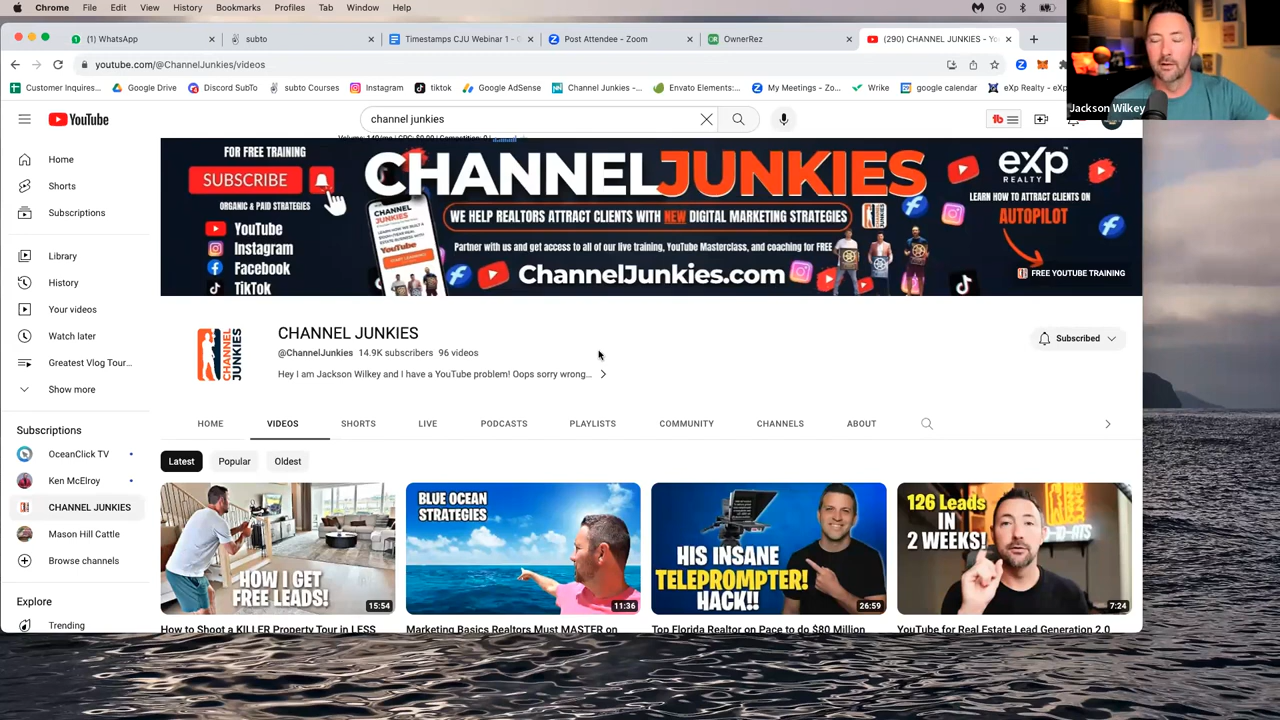 Chrome File Edit View History Bookmarks Profiles Tab Window Help
(1) WhatsApp subto Timestamps CJU Webinar 1 - Post Attendee - Zoom OwnerRez (290) CHANNEL JUNKIES - Yo
youtube.com/@ChannelJunkies/videos
Customer Inquires... Google Drive Discord SubTo subto Courses Instagram tiktok Google AdSense Channel Junkies -... Envato Elements:... My Meetings - Zo... Wrike google calendar eXp Realty - eXp
Jackson Wilkey
YouTube
channel junkies
tb
Home
Shorts
Subscriptions
Library
History
Your videos
Watch later
Greatest Vlog Tour...
Show more
Subscriptions
OceanClick TV
Ken McElroy
CHANNEL JUNKIES
Mason Hill Cattle
Browse channels
Explore
Trending
FOR FREE TRAINING
SUBSCRIBE
ORGANIC & PAID STRATEGIES
YouTube
Instagram
Facebook
TikTok
CHANNEL JUNKIES
CHANNELJUNKIES
WE HELP REALTORS ATTRACT CLIENTS WITH NEW DIGITAL MARKETING STRATEGIES
Partner with us and get access to all of our live training, YouTube Masterclass, and coaching for FREE
ChannelJunkies.com
eXp
REALTY
LEARN HOW TO ATTRACT CLIENTS ON
AUTOPILOT
FREE YOUTUBE TRAINING
CHANNEL JUNKIES
CHANNEL JUNKIES
@ChannelJunkies 14.9K subscribers 96 videos
Hey I am Jackson Wilkey and I have a YouTube problem! Oops sorry wrong...
Subscribed
HOME VIDEOS SHORTS LIVE PODCASTS PLAYLISTS COMMUNITY CHANNELS ABOUT
Latest Popular Oldest
HOW I GET
FREE LEADS!
15:54
How to Shoot a KILLER Property Tour in LESS
BLUE OCEAN
STRATEGIES
11:36
Marketing Basics Realtors Must MASTER on
HIS INSANE
TELEPROMPTER!
HACK!!
26:59
Top Florida Realtor on Pace to do $80 Million
126 Leads
IN
2 WEEKS!
7:24
YouTube for Real Estate Lead Generation 2.0